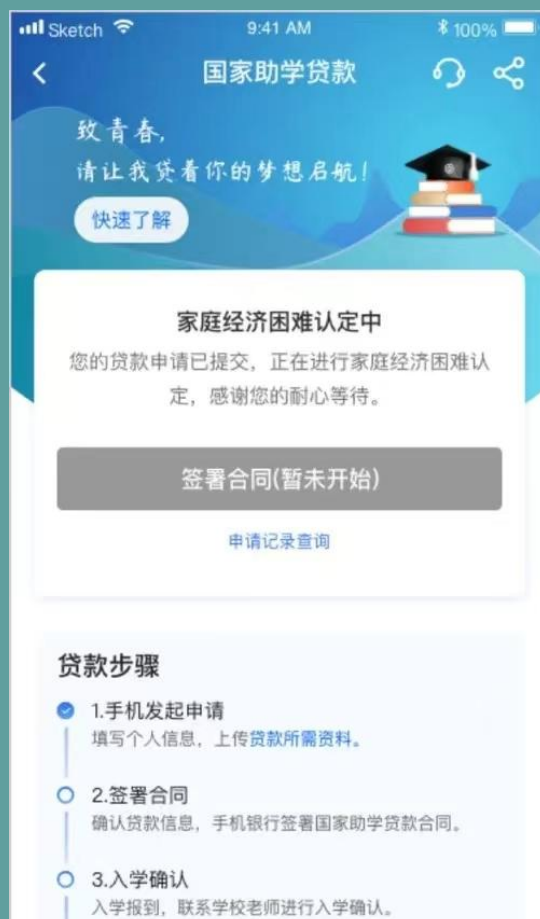 Sketch
9:41 AM
100%
国家助学贷款
致青春,
请让我贷着你的梦想启航!
快速了解
家庭经济困难认定中
您的贷款申请已提交，正在进行家庭经济困难认
定，感谢您的耐心等待。
签署合同(暂未开始)
申请记录查询
贷款步骤
1.手机发起申请
填写个人信息，上传贷款所需资料。
2.签署合同
确认贷款信息，手机银行签署国家助学贷款合同。
3.入学确认
入学报到，联系学校老师进行入学确认。